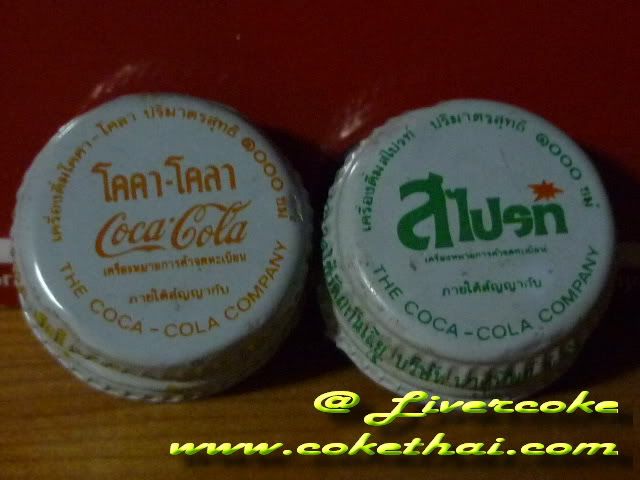 เครื่องดื่มโคคา-โคลา ปริมาตรสุทธิ ๑๐๐๐ ซม³
โคคา-โคลา
Coca-Cola
เครื่องหมายการค้าจดทะเบียน
ภายใต้สัญญากับ
THE COCA-COLA COMPANY
เครื่องดื่มสไปรท์ ปริมาตรสุทธิ ๑๐๐๐ ซม³
สไปรท์
เครื่องหมายการค้าจดทะเบียน
ภายใต้สัญญากับ
THE COCA-COLA COMPANY
@ Livercoke
www.cokethai.com